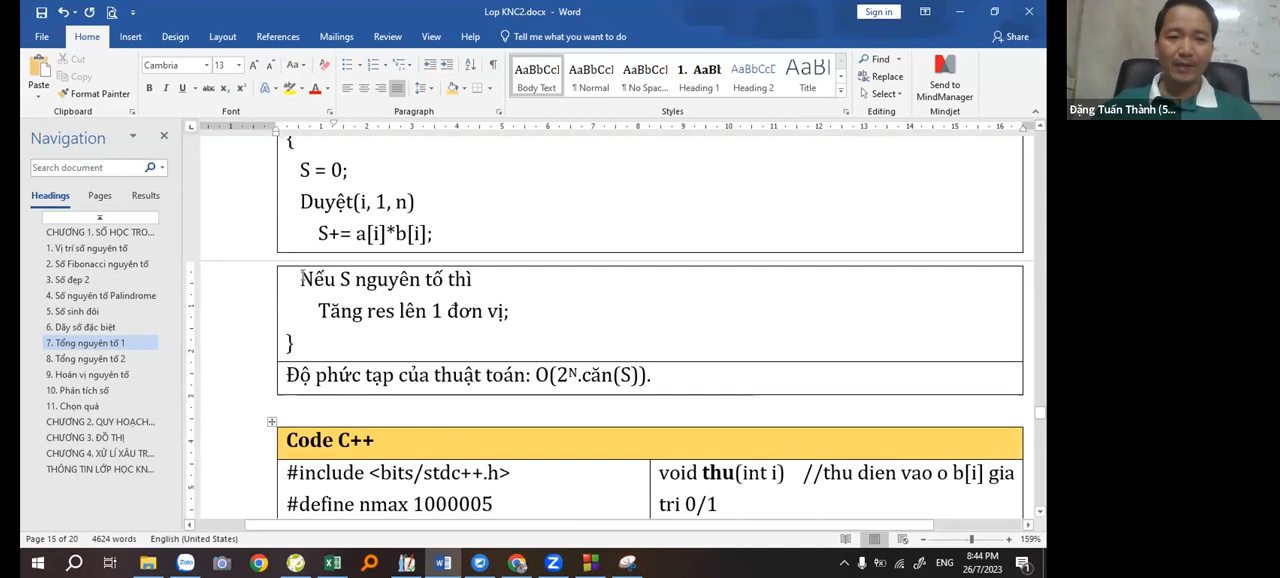 Lop KNC2.docx - Word
Sign in
File Home Insert Design Layout References Mailings Review View Help Tell me what you want to do Share
Paste
Cut
Copy
Format Painter
Clipboard
Cambria 13
Font
Paragraph
AaBbCcI AaBbCcDc AaBbCcDc 1. AaBb AaBbCcD AaBl
Body Text ¶ Normal ¶ No Spac... Heading 1 Heading 2 Title
Styles
Find
Replace
Select
Editing
Send to MindManager
Mindjet
Đặng Tuấn Thành (5...
Navigation
Search document
Headings Pages Results
CHƯƠNG 1. SỐ HỌC TRO...
1. Vị trí số nguyên tố
2. Số Fibonacci nguyên tố
3. Số đẹp 2
4. Số nguyên tố Palindrome
5. Số sinh đôi
6. Dãy số đặc biệt
7. Tổng nguyên tố 1
8. Tổng nguyên tố 2
9. Hoán vị nguyên tố
10. Phân tích số
11. Chọn quà
CHƯƠNG 2. QUY HOẠCH...
CHƯƠNG 3. ĐỒ THỊ
CHƯƠNG 4. XỬ LÍ XÂU TR...
THÔNG TIN LỚP HỌC KN...
{
S = 0;
Duyệt(i, 1, n)
S+= a[i]*b[i];
Nếu S nguyên tố thì
Tăng res lên 1 đơn vị;
}
Độ phức tạp của thuật toán: O(2ᴺ.căn(S)).
Code C++
#include <bits/stdc++.h>
#define nmax 1000005
void thu(int i) //thu dien vao o b[i] gia
tri 0/1
Page 15 of 20 4624 words English (United States) 159%
ENG
8:44 PM
26/7/2023